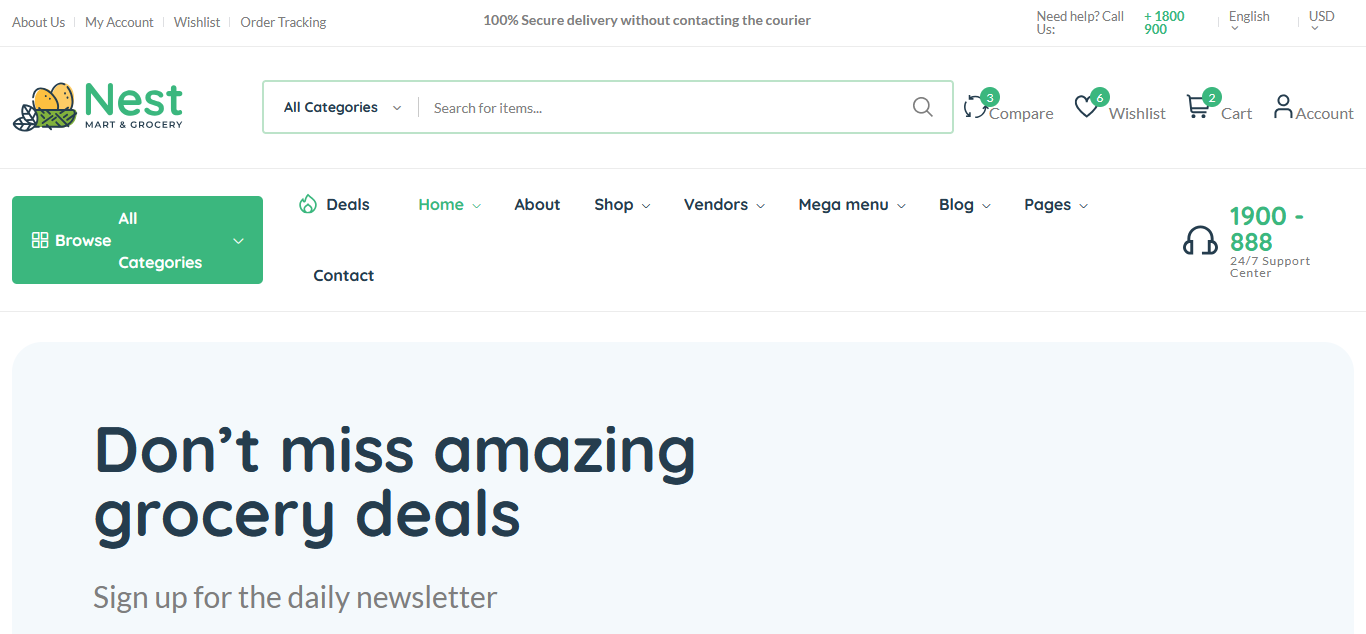 About Us My Account Wishlist Order Tracking
100% Secure delivery without contacting the courier
Need help? Call Us:
+ 1800 900
English
USD
Nest
MART & GROCERY
All Categories
Search for items...
3
Compare
6
Wishlist
2
Cart
Account
Browse
All
Categories
Deals Home About Shop Vendors Mega menu Blog Pages
Contact
1900 -
888
24/7 Support
Center
Don’t miss amazing
grocery deals
Sign up for the daily newsletter